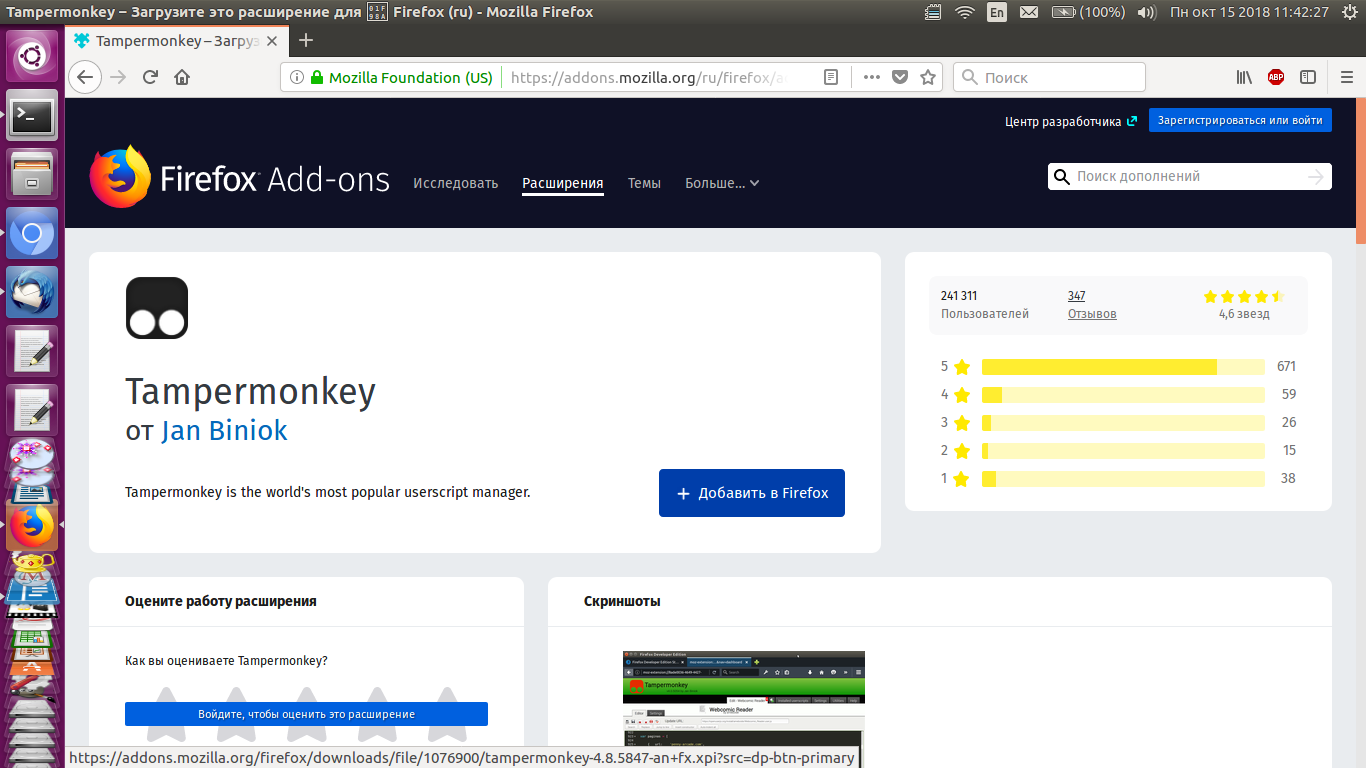 Tampermonkey – Загрузите это расширение для 01F98A Firefox (ru) - Mozilla Firefox
En
(100%)
Пн окт 15 2018 11:42:27
Tampermonkey – Загруз
Mozilla Foundation (US)
https://addons.mozilla.org/ru/firefox/a
Поиск
ABP
Центр разработчика
Зарегистрироваться или войти
Firefox Add-ons
Исследовать
Расширения
Темы
Больше...
Поиск дополнений
Tampermonkey
от Jan Biniok
Tampermonkey is the world's most popular userscript manager.
+ Добавить в Firefox
241 311
Пользователей
347
Отзывов
4,6 звезд
5 671
4 59
3 26
2 15
1 38
Оцените работу расширения
Как вы оцениваете Tampermonkey?
Войдите, чтобы оценить это расширение
Скриншоты
Firefox Developer Edition
Tampermonkey
Webcomic Reader
https://addons.mozilla.org/firefox/downloads/file/1076900/tampermonkey-4.8.5847-an+fx.xpi?src=dp-btn-primary